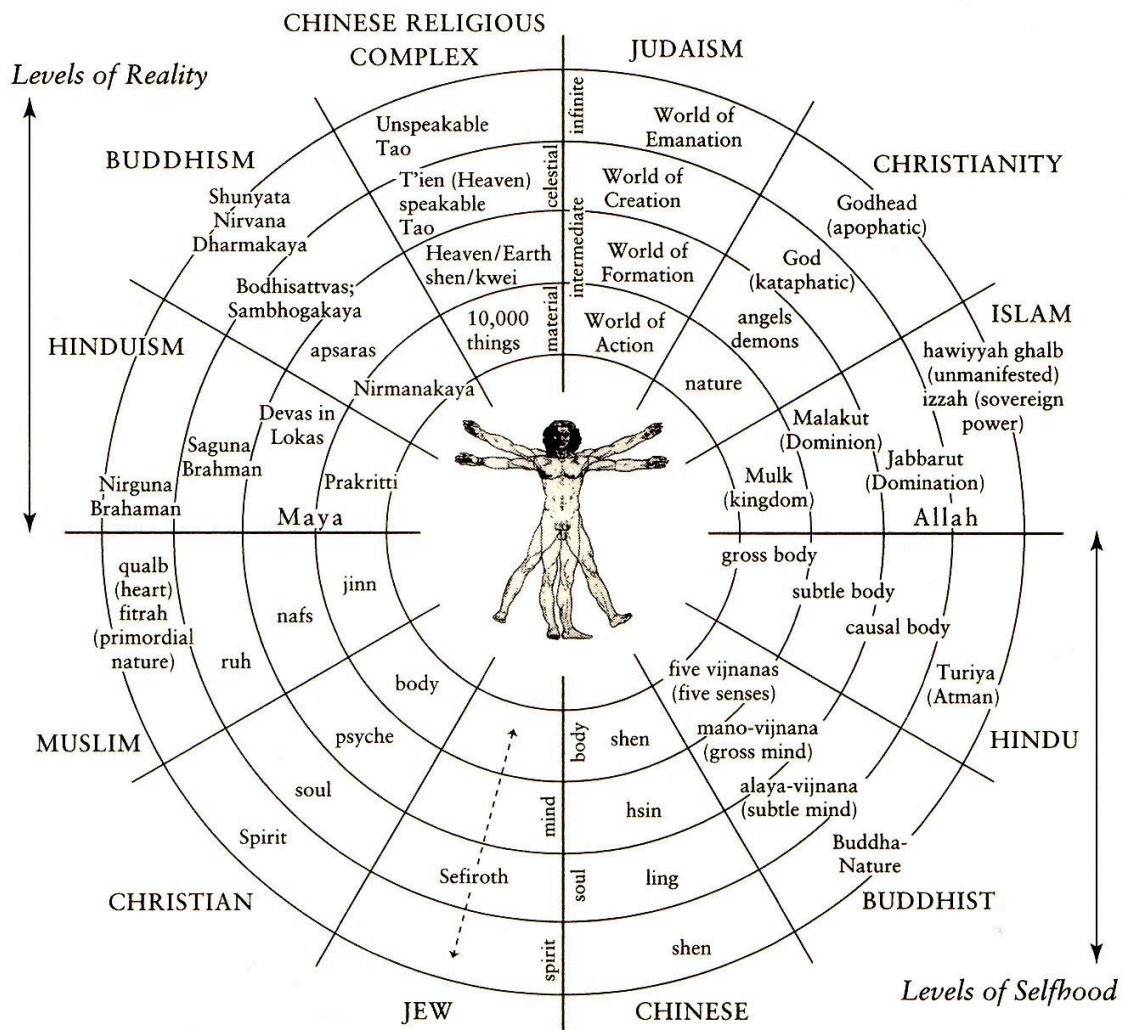 CHINESE RELIGIOUS
COMPLEX
JUDAISM
Levels of Reality
infinite
Unspeakable
Tao
World of
Emanation
BUDDHISM
CHRISTIANITY
celestial
T'ien (Heaven)
speakable
Tao
World of
Creation
Shunyata
Nirvana
Dharmakaya
Godhead
(apophatic)
intermediate
Heaven/Earth
shen/kwei
World of
Formation
God
(kataphatic)
Bodhisattvas;
Sambhogakaya
ISLAM
material
10,000
things
World of
Action
angels
demons
HINDUISM
apsaras
hawiyyah ghalb
(unmanifested)
izzah (sovereign
power)
Nirmanakaya
nature
Devas in
Lokas
Malakut
(Dominion)
Saguna
Brahman
Jabbarut
(Domination)
Nirguna
Brahaman
Prakritti
Mulk
(kingdom)
Maya
Allah
qualb
(heart)
fitrah
(primordial
nature)
jinn
gross body
nafs
subtle body
causal body
ruh
body
five vijnanas
(five senses)
Turiya
(Atman)
MUSLIM
psyche
body
shen
mano-vijnana
(gross mind)
HINDU
soul
mind
hsin
alaya-vijnana
(subtle mind)
Spirit
Sefiroth
soul
ling
Buddha-
Nature
CHRISTIAN
BUDDHIST
spirit
shen
JEW
CHINESE
Levels of Selfhood